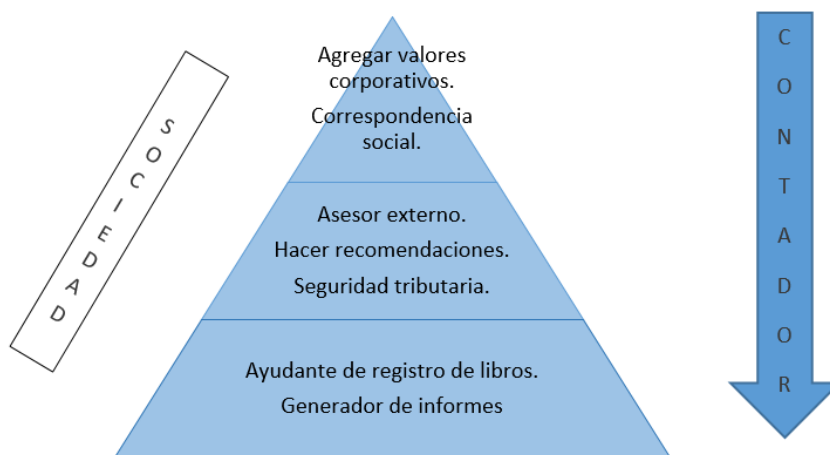 SOCIEDAD
Agregar valores
corporativos.
Correspondencia
social.
Asesor externo.
Hacer recomendaciones.
Seguridad tributaria.
Ayudante de registro de libros.
Generador de informes
CONTADOR